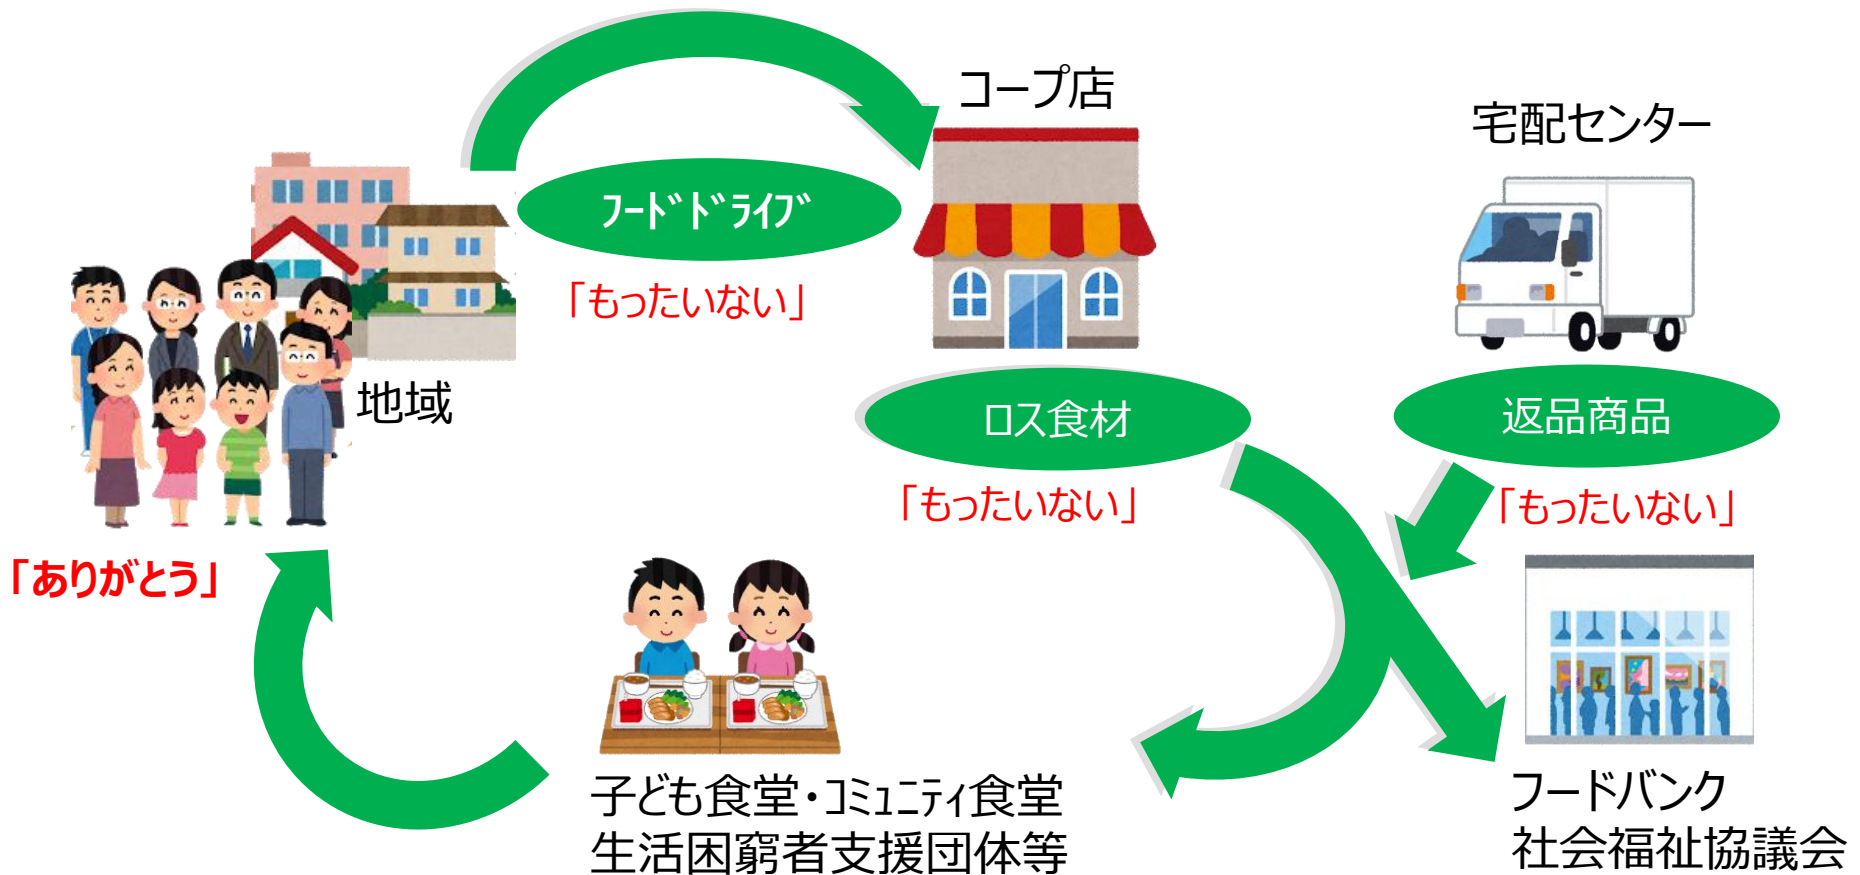 コープ店
宅配センター
ﾌｰﾄﾞﾄﾞﾗｲﾌﾞ
「もったいない」
地域
ロス食材
返品商品
「もったいない」
「もったいない」
「ありがとう」
子ども食堂・ｺﾐｭﾆﾃｨ食堂
生活困窮者支援団体等
フードバンク
社会福祉協議会